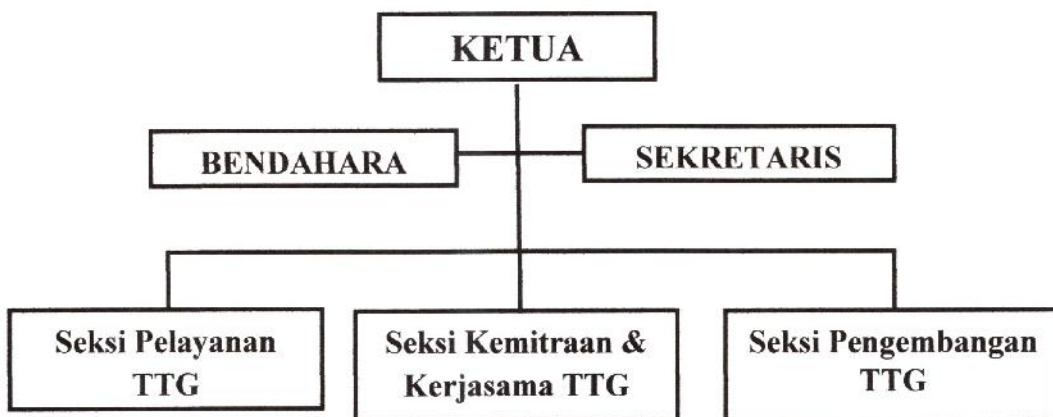 KETUA
BENDAHARA
SEKRETARIS
Seksi Pelayanan
TTG
Seksi Kemitraan &
Kerjasama TTG
Seksi Pengembangan
TTG